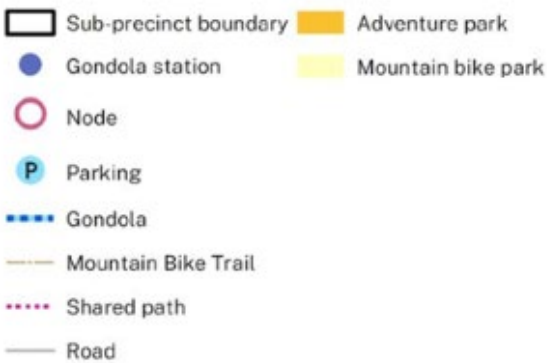 Sub-precinct boundary
Gondola station
Node
P Parking
Gondola
Mountain Bike Trail
Shared path
Road
Adventure park
Mountain bike park